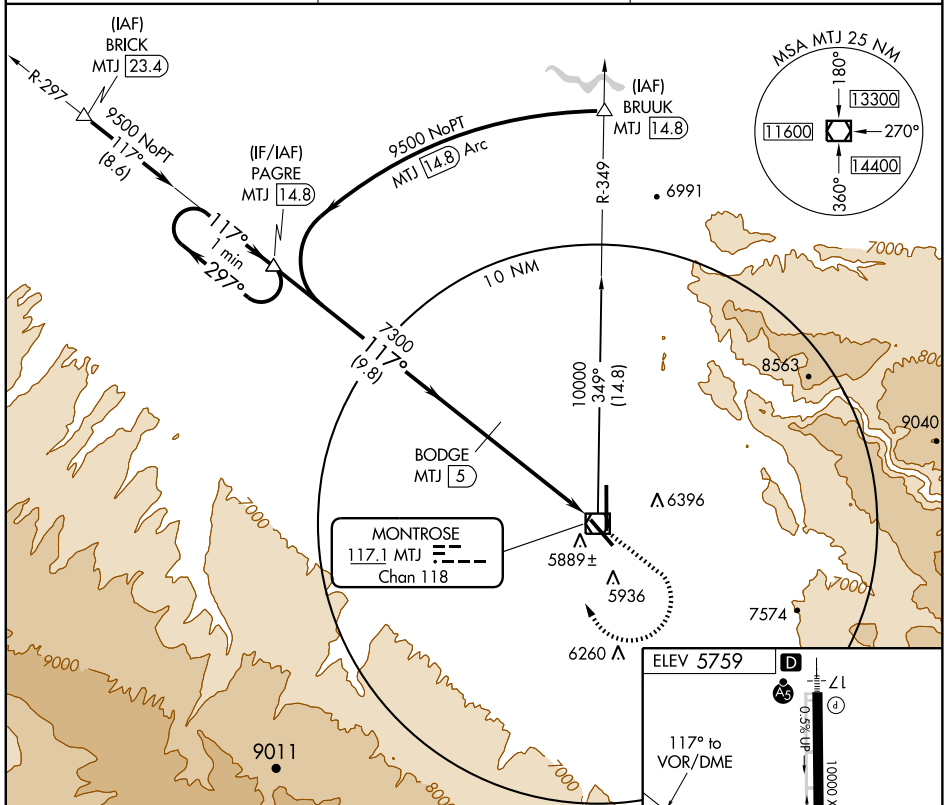 (IAF)
BRICK
MTJ 23.4
R-297
9500 NoPT
117°
(8.6)
(IF/IAF)
PAGRE
MTJ 14.8
9500 NoPT
MTJ 14.8 Arc
(IAF)
BRUUK
MTJ 14.8
R-349
MSA MTJ 25 NM
180°
13300
11600
270°
14400
360°
6991
117°
1 min
297°
10 NM
7000
7300
117°
(9.8)
10000
349°
(14.8)
8563
800
9040
BODGE
MTJ 5
7000
6396
MONTROSE
117.1 MTJ
Chan 118
5889±
5936
7000
7574
6260
9000
9011
7000
8000
ELEV 5759
D
A5
17
P
0.5% UP
10000 X
117° to
VOR/DME